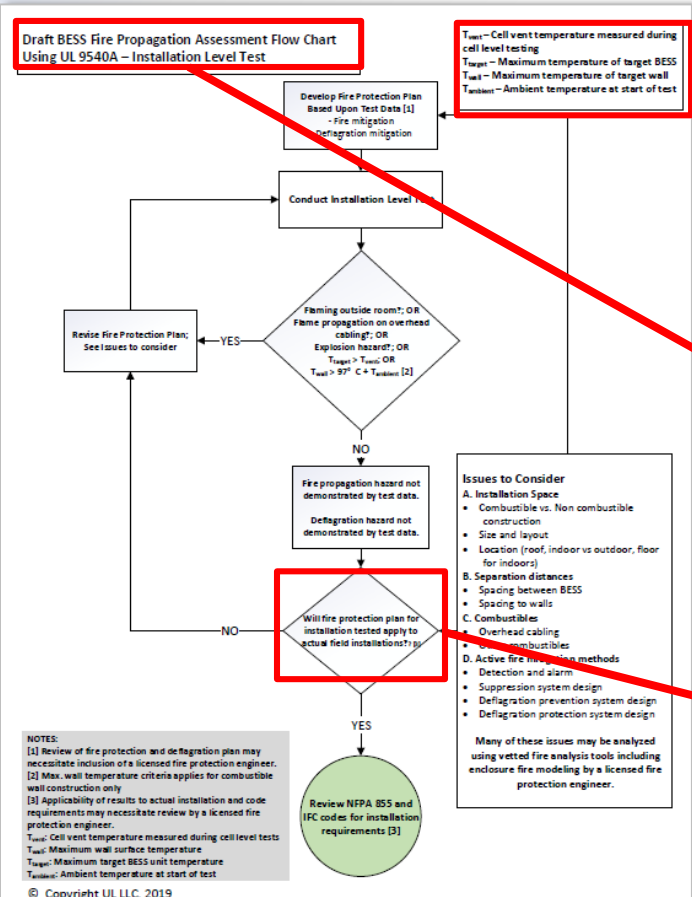 Draft BESS Fire Propagation Assessment Flow Chart
Using UL 9540A – Installation Level Test
Tvent – Cell vent temperature measured during
cell level testing
Ttarget – Maximum temperature of target BESS
Twall – Maximum temperature of target wall
Tambient – Ambient temperature at start of test
Develop Fire Protection Plan
Based Upon Test Data [1]
- Fire mitigation
Deflagration mitigation
Conduct Installation Level
Flaming outside room?; OR
Flame propagation on overhead
cabling?; OR
Explosion hazard?; OR
Ttarget > Tvent; OR
Twall > 97° C + Tambient [2]
YES
Revise Fire Protection Plan;
See Issues to consider
NO
Fire propagation hazard not
demonstrated by test data.
Deflagration hazard not
demonstrated by test data.
Will fire protection plan for
installation tested apply to
actual field installations?
NO
YES
Review NFPA 855 and
IFC codes for installation
requirements [3]
Issues to Consider
A. Installation Space
• Combustible vs. Non combustible
construction
• Size and layout
• Location (roof, indoor vs outdoor, floor
for indoors)
B. Separation distances
• Spacing between BESS
• Spacing to walls
C. Combustibles
• Overhead cabling
• combustibles
D. Active fire mitigation methods
• Detection and alarm
• Suppression system design
• Deflagration prevention system design
• Deflagration protection system design
Many of these issues may be analyzed
using vetted fire analysis tools including
enclosure fire modeling by a licensed fire
protection engineer.
NOTES:
[1] Review of fire protection and deflagration plan may
necessitate inclusion of a licensed fire protection engineer.
[2] Max. wall temperature criteria applies for combustible
wall construction only
[3] Applicability of results to actual installation and code
requirements may necessitate review by a licensed fire
protection engineer.
Tvent: Cell vent temperature measured during cell level tests
Twall: Maximum wall surface temperature
Ttarget: Maximum target BESS unit temperature
Tambient: Ambient temperature at start of test
© Copyright UL LLC, 2019